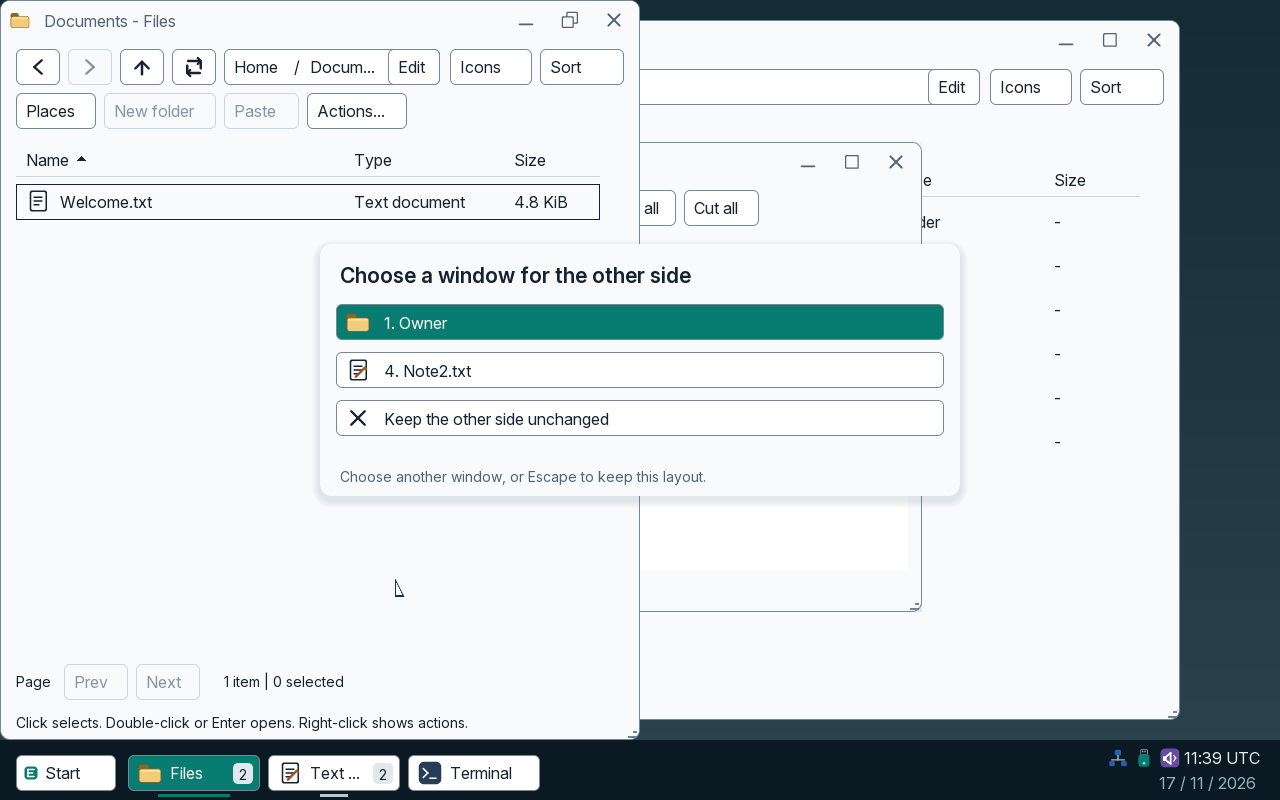 Documents - Files
Home / Docum... Edit Icons Sort
Edit Icons Sort
Places New folder Paste Actions...
Name Type Size
Size
Welcome.txt Text document 4.8 KiB
all Cut all
-
-
-
-
-
-
Choose a window for the other side
1. Owner
4. Note2.txt
Keep the other side unchanged
Choose another window, or Escape to keep this layout.
Page Prev Next 1 item | 0 selected
Click selects. Double-click or Enter opens. Right-click shows actions.
Start Files 2 Text ... 2 Terminal
11:39 UTC
17 / 11 / 2026